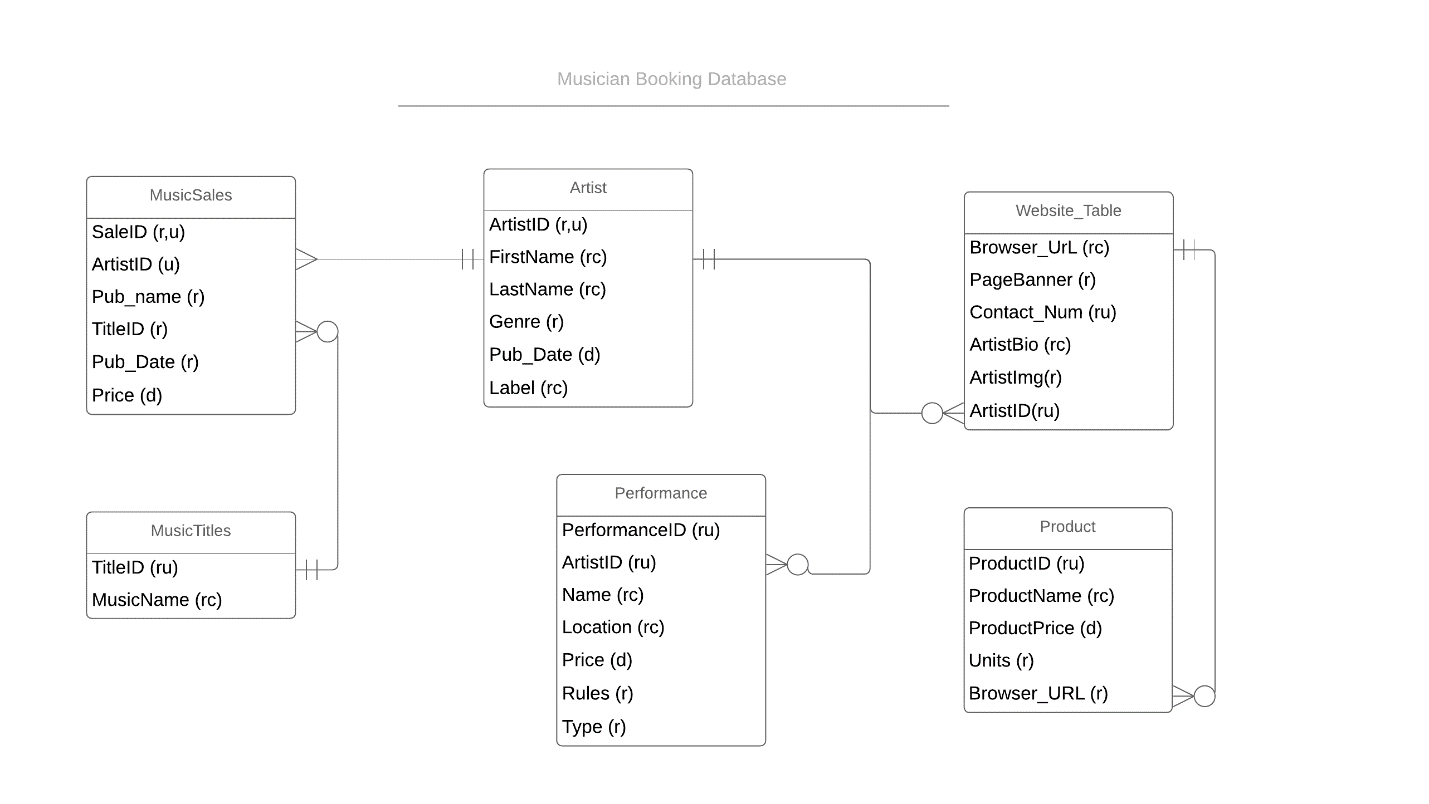 Musician Booking Database
MusicSales
SaleID (r,u)
ArtistID (u)
Pub_name (r)
TitleID (r)
Pub_Date (r)
Price (d)
Artist
ArtistID (r,u)
FirstName (rc)
LastName (rc)
Genre (r)
Pub_Date (d)
Label (rc)
Website_Table
Browser_UrL (rc)
PageBanner (r)
Contact_Num (ru)
ArtistBio (rc)
ArtistImg(r)
ArtistID(ru)
MusicTitles
TitleID (ru)
MusicName (rc)
Performance
PerformanceID (ru)
ArtistID (ru)
Name (rc)
Location (rc)
Price (d)
Rules (r)
Type (r)
Product
ProductID (ru)
ProductName (rc)
ProductPrice (d)
Units (r)
Browser_URL (r)